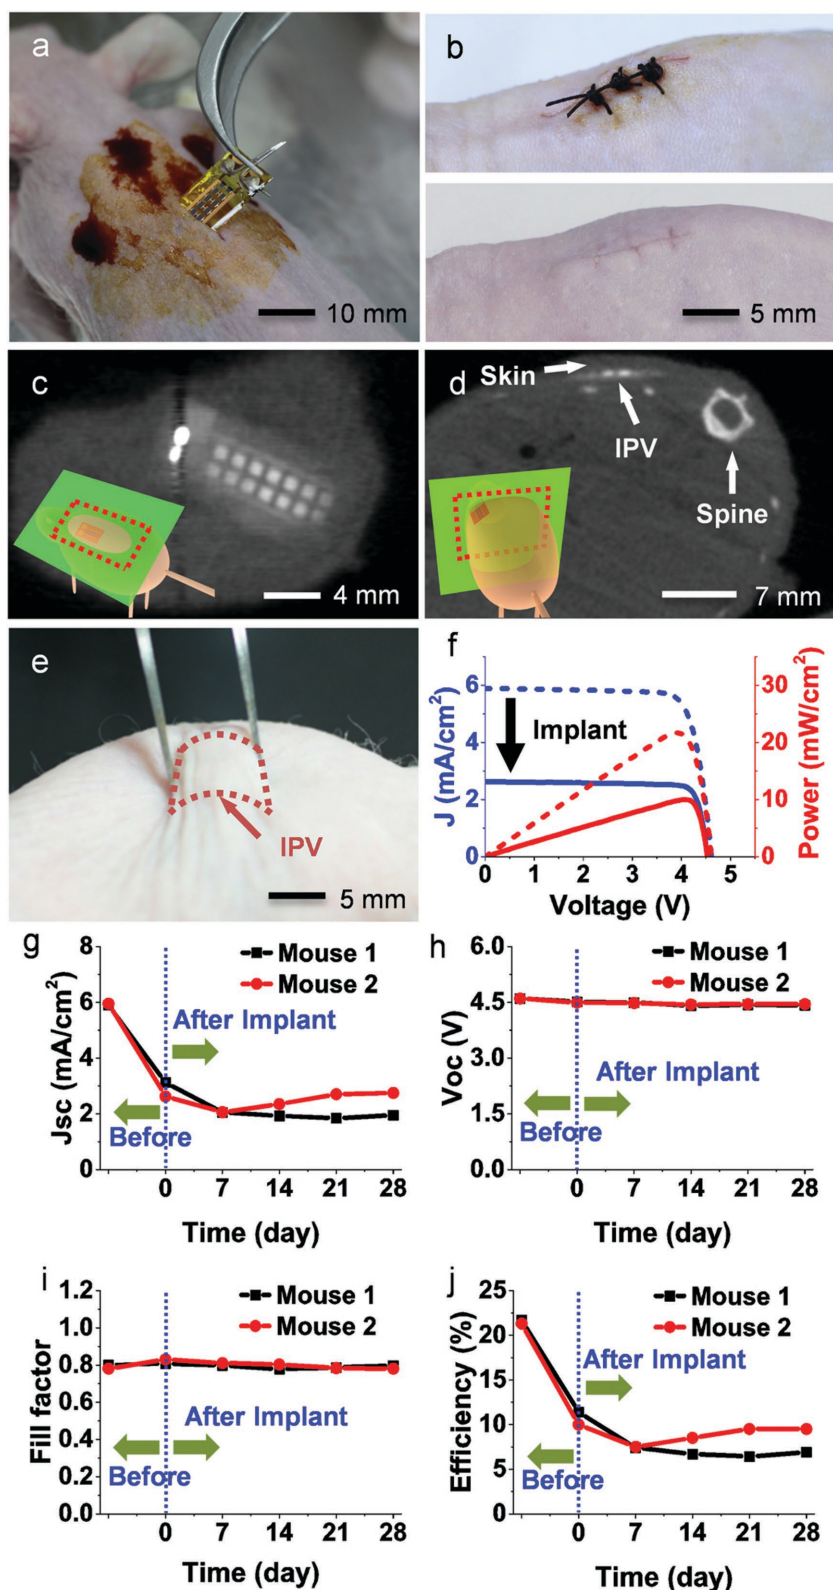 a
10 mm
b
5 mm
c
4 mm
d
Skin
IPV
Spine
7 mm
e
IPV
5 mm
f
J (mA/cm²)
6
4
2
0
Implant
30
20
10
0
Power (mW/cm²)
0 1 2 3 4 5
Voltage (V)
g
Jsc (mA/cm²)
8
6
4
2
0
Mouse 1
Mouse 2
After Implant
Before
0 7 14 21 28
Time (day)
h
Voc (V)
6.0
4.5
3.0
1.5
0.0
Mouse 1
Mouse 2
After Implant
Before
0 7 14 21 28
Time (day)
i
Fill factor
1.2
1.0
0.8
0.6
0.4
0.2
0.0
Mouse 1
Mouse 2
After Implant
Before
0 7 14 21 28
Time (day)
j
Efficiency (%)
25
20
15
10
5
0
Mouse 1
Mouse 2
After Implant
Before
0 7 14 21 28
Time (day)